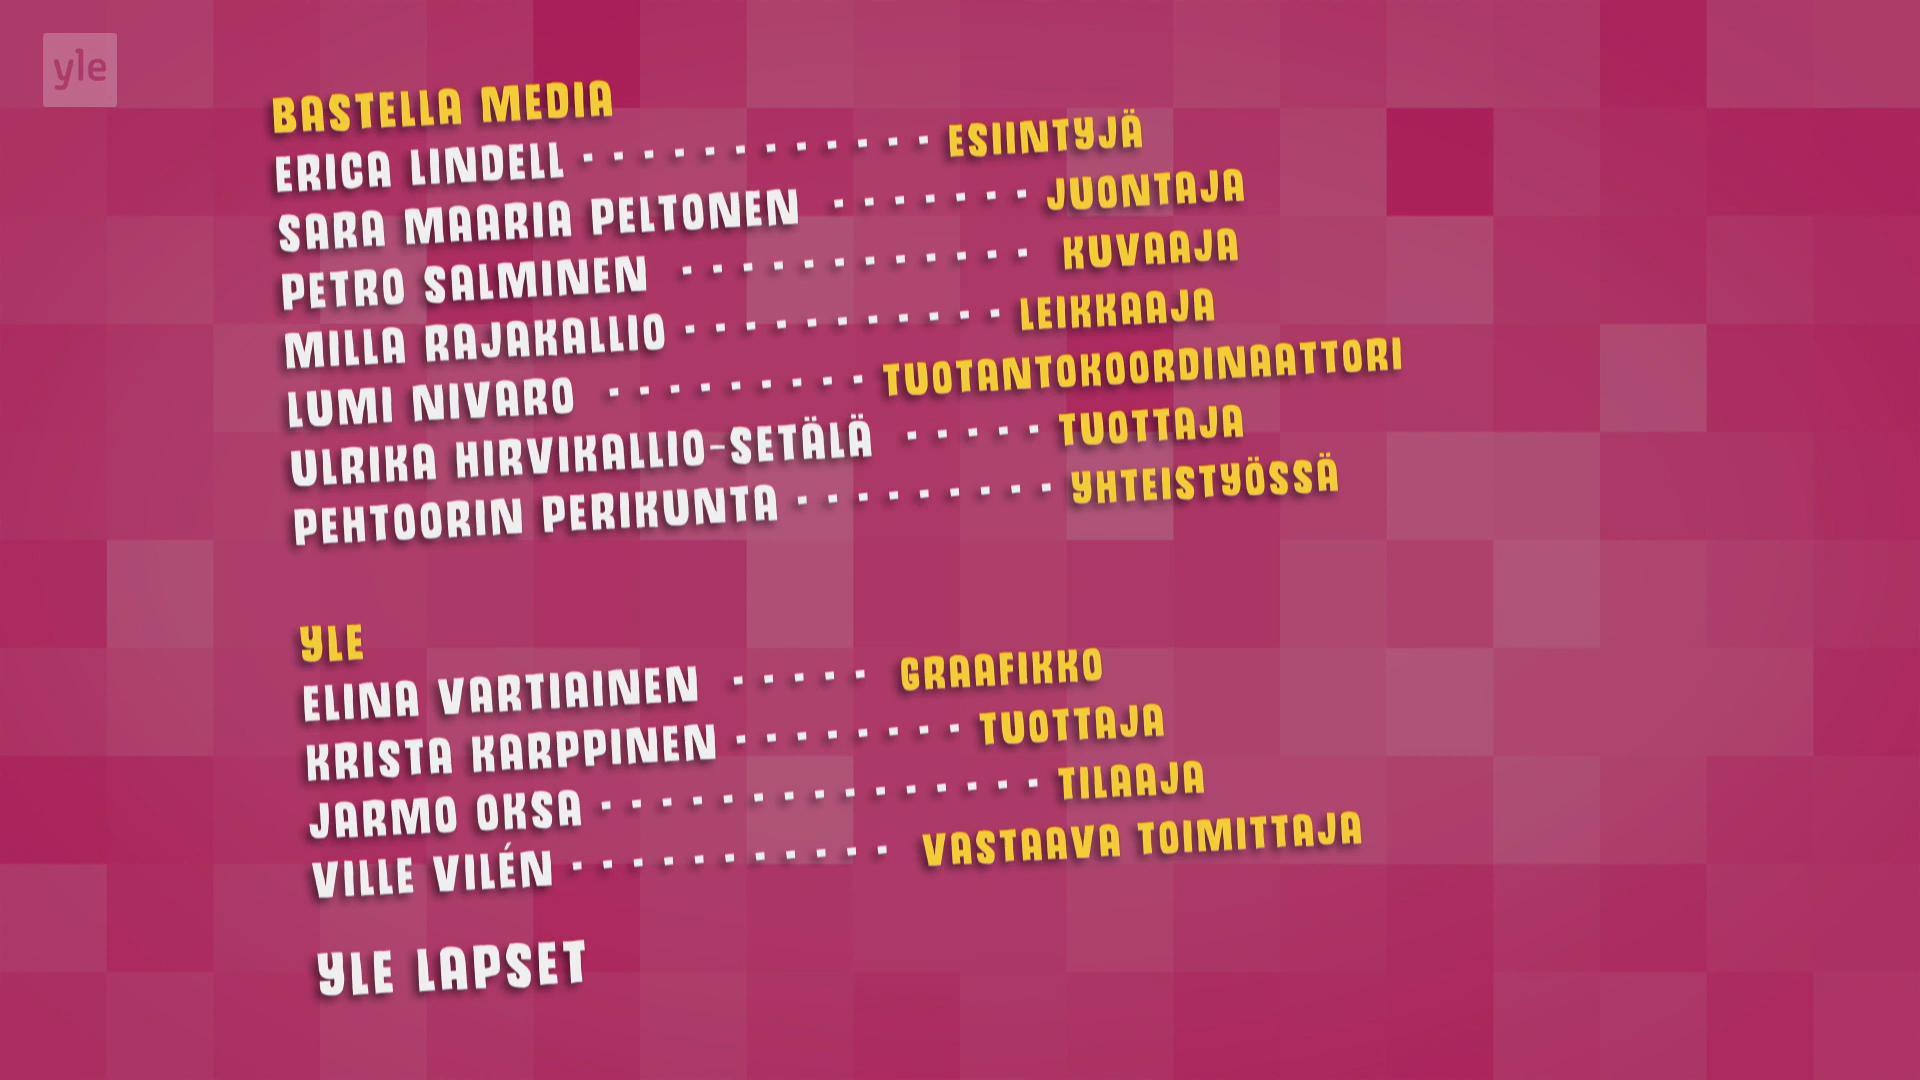 yle
BASTELLA MEDIA
ERICA LINDELL ············ ESIINTYJÄ
SARA MAARIA PELTONEN ······· JUONTAJA
PETRO SALMINEN ············ KUVAAJA
MILLA RAJAKALLIO ··········· LEIKKAAJA
LUMI NIVARO ········· TUOTANTOKOORDINAATTORI
ULRIKA HIRVIKALLIO-SETÄLÄ ····· TUOTTAJA
PEHTOORIN PERIKUNTA ········· YHTEISTYÖSSÄ
YLE
ELINA VARTIAINEN ····· GRAAFIKKO
KRISTA KARPPINEN ········ TUOTTAJA
JARMO OKSA ··············· TILAAJA
VILLE VILÉN ··········· VASTAAVA TOIMITTAJA
YLE LAPSET